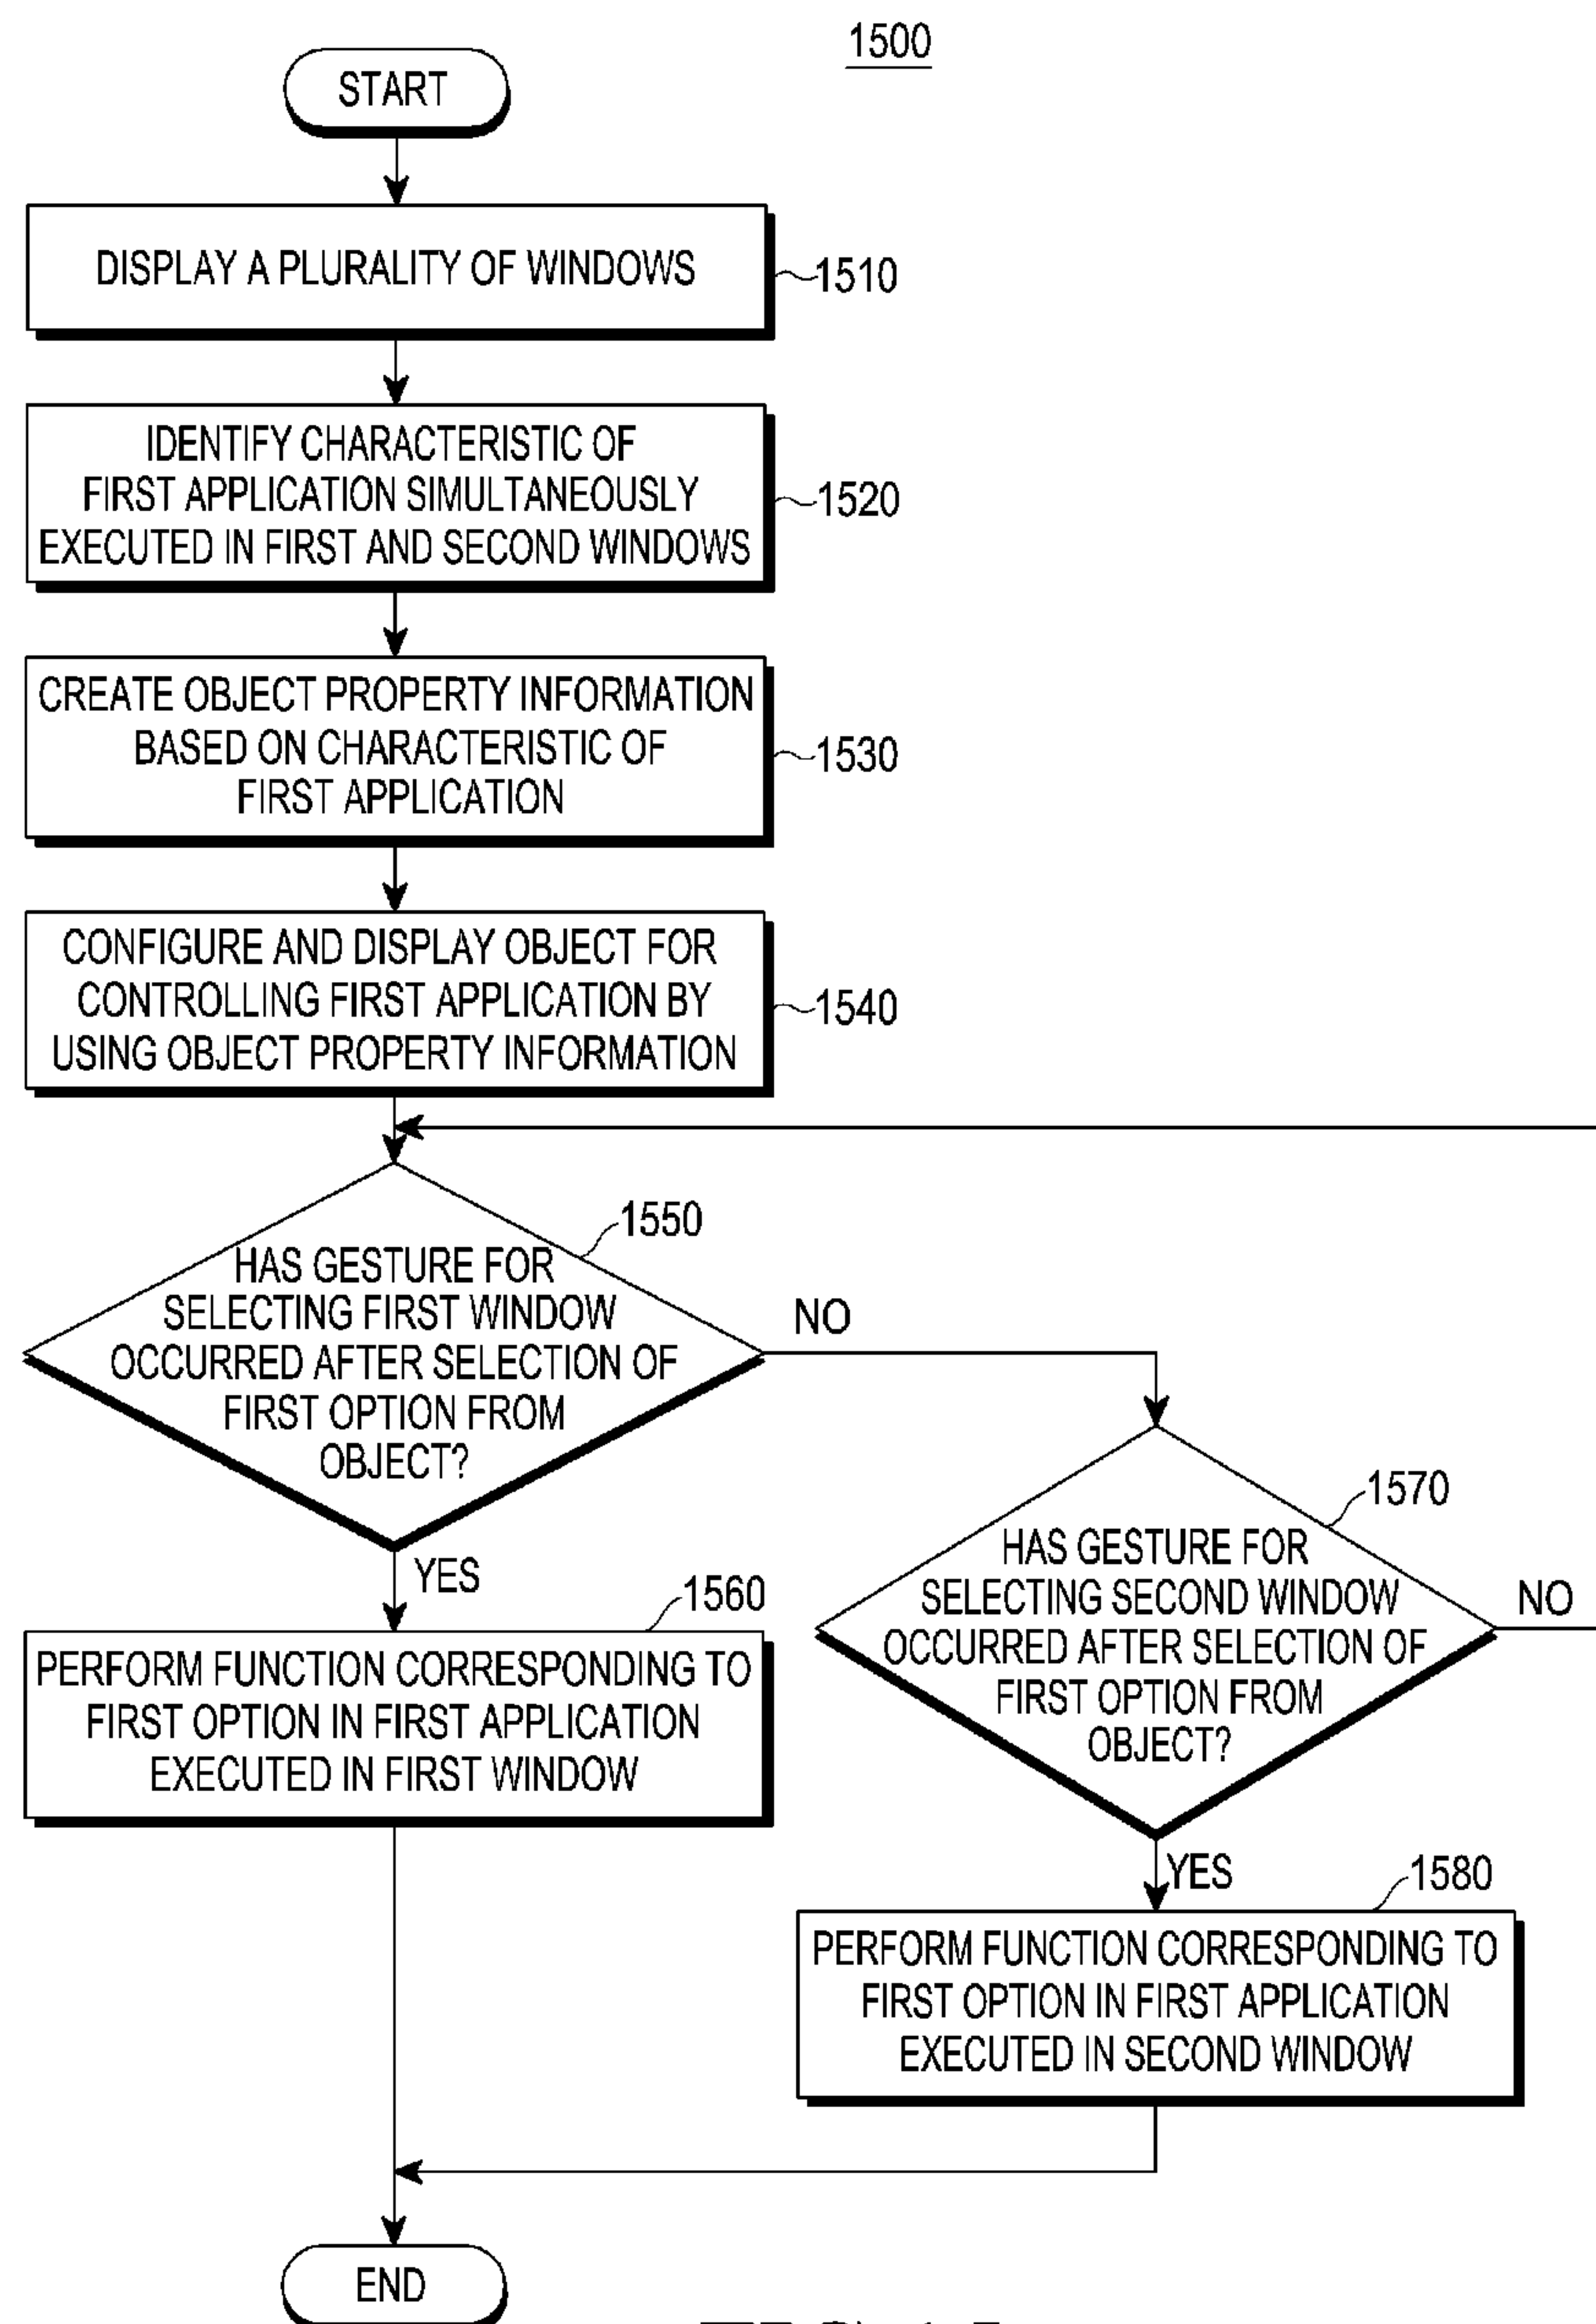 1500
START
DISPLAY A PLURALITY OF WINDOWS
1510
IDENTIFY CHARACTERISTIC OF
FIRST APPLICATION SIMULTANEOUSLY
EXECUTED IN FIRST AND SECOND WINDOWS
1520
CREATE OBJECT PROPERTY INFORMATION
BASED ON CHARACTERISTIC OF
FIRST APPLICATION
1530
CONFIGURE AND DISPLAY OBJECT FOR
CONTROLLING FIRST APPLICATION BY
USING OBJECT PROPERTY INFORMATION
1540
1550
HAS GESTURE FOR
SELECTING FIRST WINDOW
OCCURRED AFTER SELECTION OF
FIRST OPTION FROM
OBJECT?
NO
YES
1560
PERFORM FUNCTION CORRESPONDING TO
FIRST OPTION IN FIRST APPLICATION
EXECUTED IN FIRST WINDOW
1570
HAS GESTURE FOR
SELECTING SECOND WINDOW
OCCURRED AFTER SELECTION OF
FIRST OPTION FROM
OBJECT?
NO
YES
1580
PERFORM FUNCTION CORRESPONDING TO
FIRST OPTION IN FIRST APPLICATION
EXECUTED IN SECOND WINDOW
END